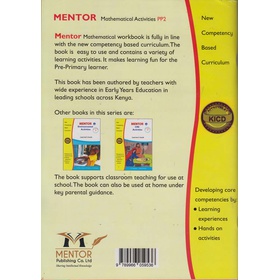 MENTOR Mathematical Activities PP2
Mentor Mathematical workbook is fully in line
with the new competency based curriculum.The
book is easy to use and contains a variety of
learning activities. It makes learning fun for the
Pre-Primary learner.
This book has been authored by teachers with
wide experience in Early Years Education in
leading schools across Kenya.
Other books in this series are:
MENTOR
MENTOR
The book supports classroom teaching for use at
school.The book can also be used at home under
key parental guidance.
MENTOR
Publishing Co. Ltd
New
Competency
Based
Curriculum
KICD
Developing core
competencies by;
Learning
experiences
Hands on
activities